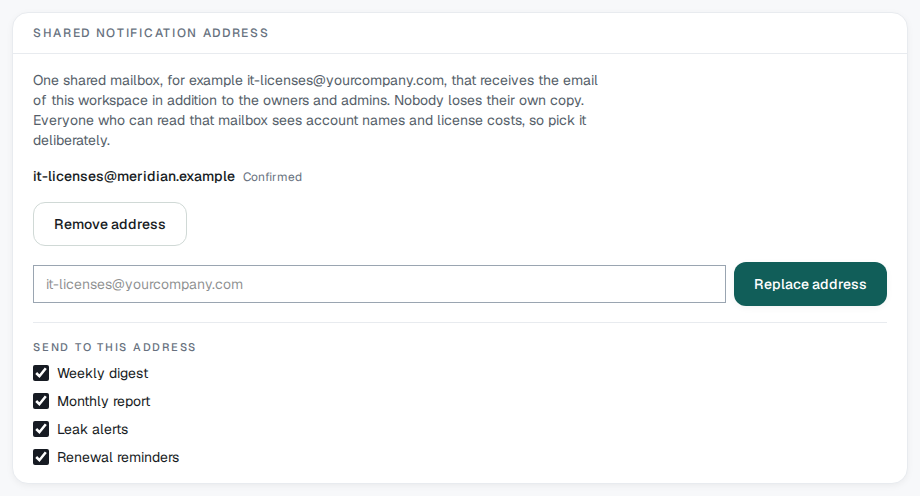 SHARED NOTIFICATION ADDRESS
One shared mailbox, for example it-licenses@yourcompany.com, that receives the email
of this workspace in addition to the owners and admins. Nobody loses their own copy.
Everyone who can read that mailbox sees account names and license costs, so pick it
deliberately.
it-licenses@meridian.example Confirmed
Remove address
it-licenses@yourcompany.com Replace address
SEND TO THIS ADDRESS
Weekly digest
Monthly report
Leak alerts
Renewal reminders